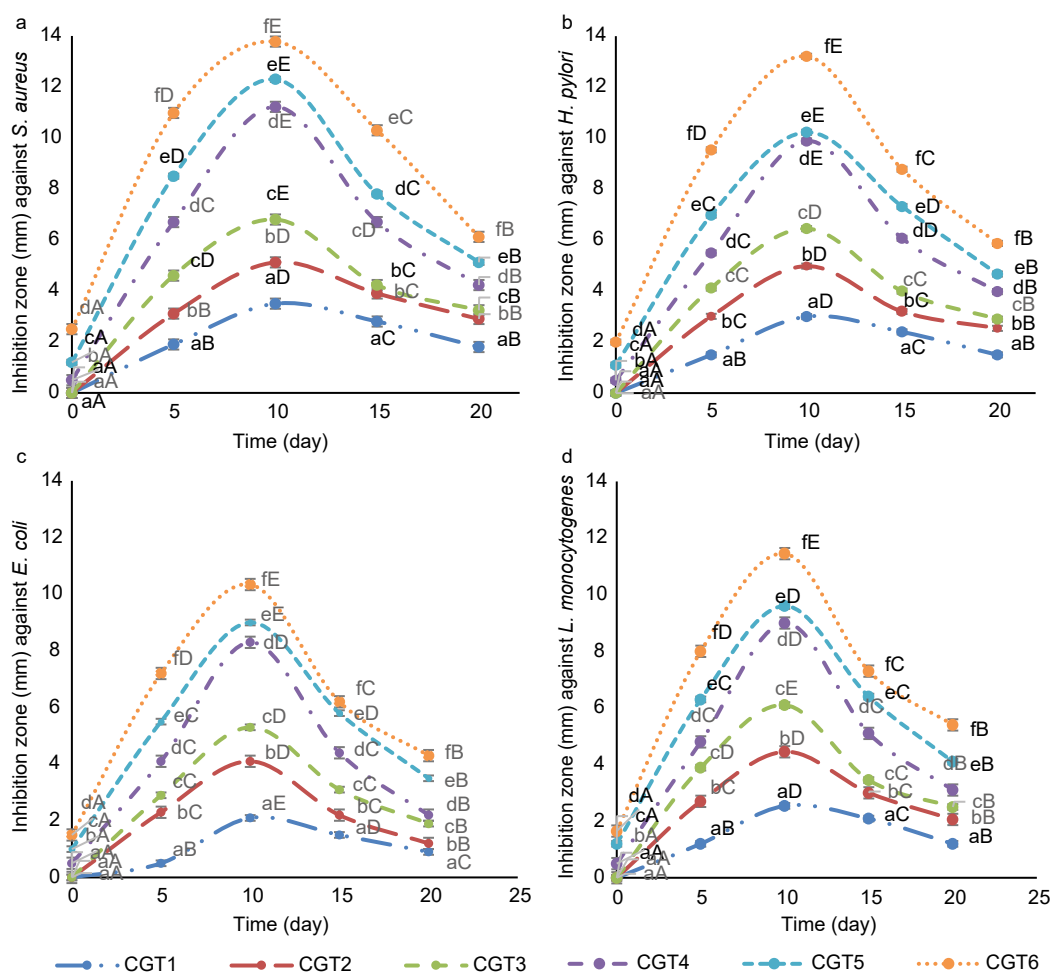 a
Inhibition zone (mm) against S. aureus
14
12
10
8
6
4
2
0
0 5 10 15 20
Time (day)
fE
eE
dE
cE
bD
aD
fD
eD
dC
cD
bB
aB
eC
dC
cD
bC
bC
aC
fB
eB
dB
cB
bB
aB
dA
cA
bA
aA
aA
aA
b
Inhibition zone (mm) against H. pylori
14
12
10
8
6
4
2
0
0 5 10 15 20
Time (day)
fE
eE
dE
cD
bD
aD
fD
eC
dC
cC
bC
aB
fC
eD
dD
cC
bC
aC
fB
eB
dB
cB
bB
aB
dA
cA
bA
aA
aA
aA
c
Inhibition zone (mm) against E. coli
14
12
10
8
6
4
2
0
0 5 10 15 20 25
Time (day)
fE
eE
dD
cD
bD
aE
fD
eC
dC
cC
bC
aB
fC
eD
dC
cC
bC
aD
fB
eB
dB
cB
bB
aC
dA
cA
bA
aA
aA
aA
d
Inhibition zone (mm) against L. monocytogenes
14
12
10
8
6
4
2
0
0 5 10 15 20 25
Time (day)
fE
eD
dD
cE
bD
aD
fD
eC
dC
cD
bC
aB
fC
eC
dC
cC
bC
aC
fB
eB
dB
cB
bB
aB
dA
cA
bA
aA
aA
aA
CGT1 CGT2 CGT3 CGT4 CGT5 CGT6